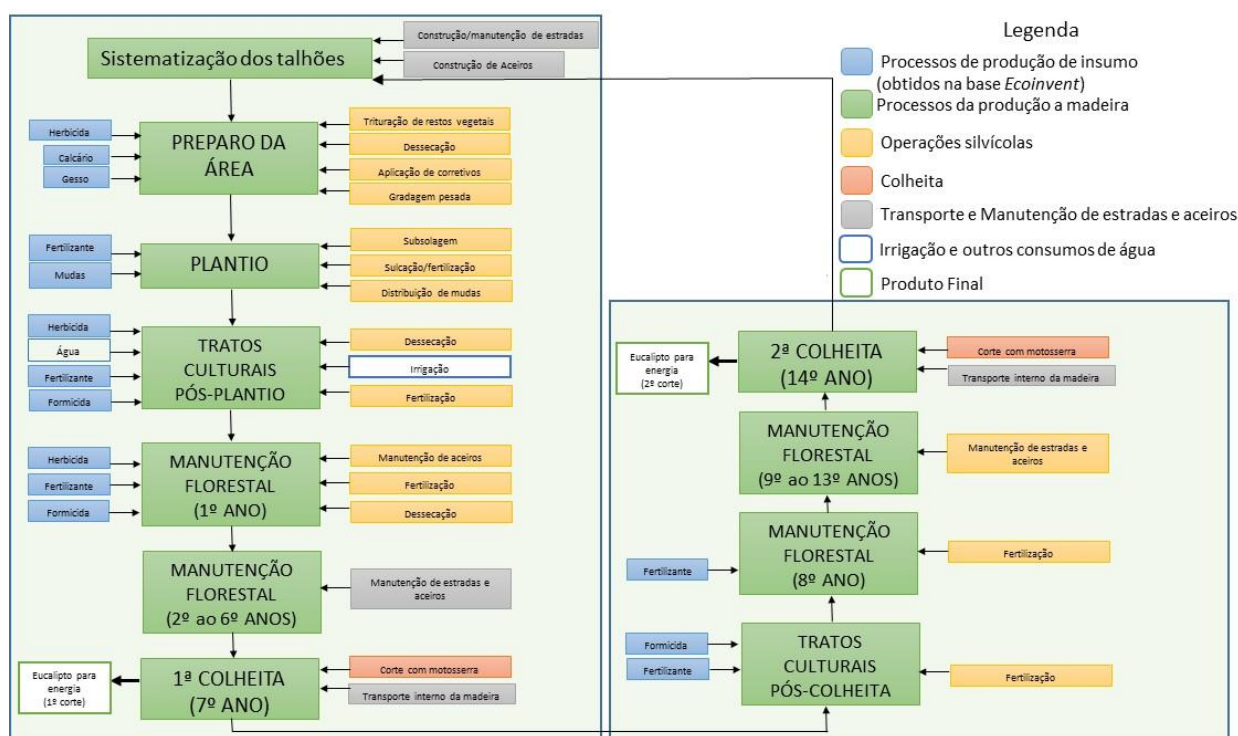 Sistematização dos talhões
Construção/manutenção de estradas
Construção de Aceiros
Herbicida
Calcário
Gesso
PREPARO DA
ÁREA
Trituração de restos vegetais
Dessecação
Aplicação de corretivos
Gradagem pesada
Fertilizante
Mudas
PLANTIO
Subsolagem
Sulcação/fertilização
Distribuição de mudas
Herbicida
Água
Fertilizante
Formicida
TRATOS
CULTURAIS
PÓS-PLANTIO
Dessecação
Irrigação
Fertilização
Herbicida
Fertilizante
Formicida
MANUTENÇÃO
FLORESTAL
(1º ANO)
Manutenção de aceiros
Fertilização
Dessecação
MANUTENÇÃO
FLORESTAL
(2º ao 6º ANOS)
Manutenção de estradas e
aceiros
Eucalipto para
energia
(1º corte)
1ª COLHEITA
(7º ANO)
Corte com motosserra
Transporte interno da madeira
Legenda
Processos de produção de insumo
(obtidos na base Ecoinvent)
Processos da produção a madeira
Operações silvícolas
Colheita
Transporte e Manutenção de estradas e aceiros
Irrigação e outros consumos de água
Produto Final
Eucalipto para
energia
(2º corte)
2ª COLHEITA
(14º ANO)
Corte com motosserra
Transporte interno da madeira
MANUTENÇÃO
FLORESTAL
(9º ao 13º ANOS)
Manutenção de estradas e
aceiros
Fertilizante
MANUTENÇÃO
FLORESTAL
(8º ANO)
Fertilização
Formicida
Fertilizante
TRATOS
CULTURAIS
PÓS-COLHEITA
Fertilização